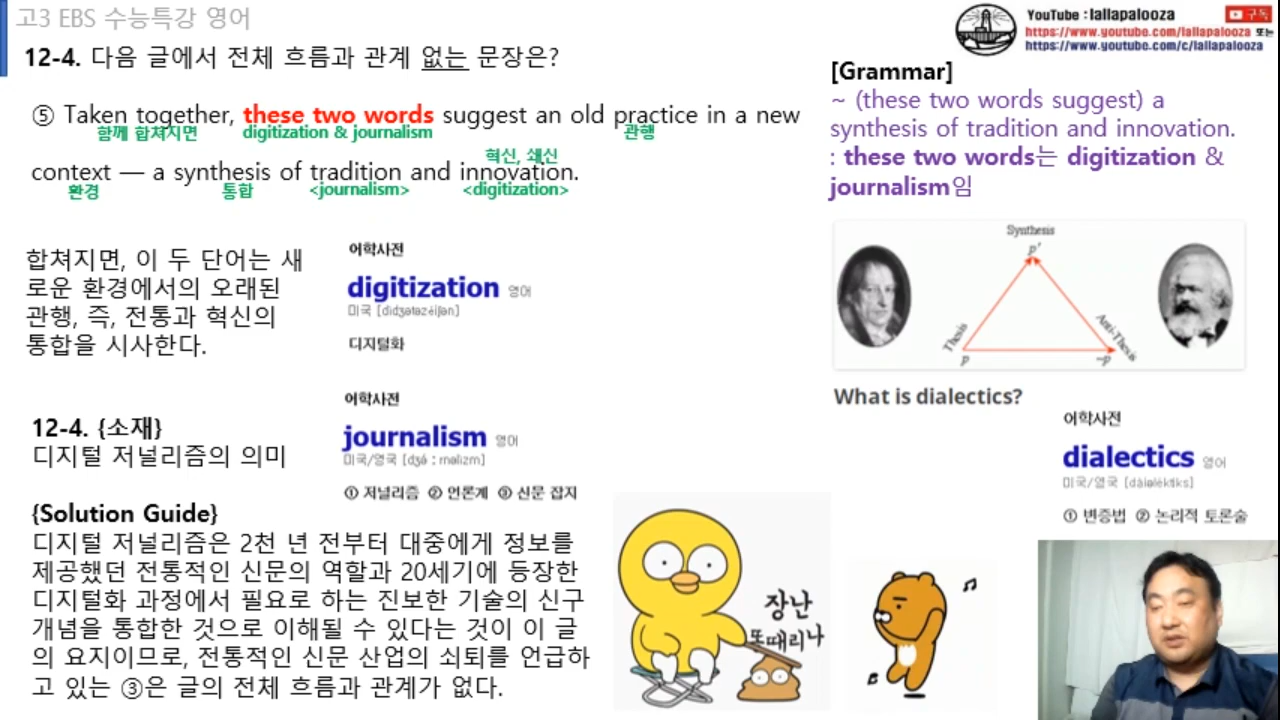 고3 EBS 수능특강 영어
YouTube : lallapalooza
구독
https://www.youtube.com/lallapalooza 또는
https://www.youtube.com/c/lallapalooza
12-4. 다음 글에서 전체 흐름과 관계 없는 문장은?
⑤ Taken together, these two words suggest an old practice in a new
함께 합쳐지면 digitization & journalism 관행
혁신, 쇄신
context — a synthesis of tradition and innovation.
환경 통합 <journalism> <digitization>
[Grammar]
~ (these two words suggest) a
synthesis of tradition and innovation.
: these two words는 digitization &
journalism임
합쳐지면, 이 두 단어는 새
로운 환경에서의 오래된
관행, 즉, 전통과 혁신의
통합을 시사한다.
어학사전
digitization 영어
미국 [dìdʒətəzéiʃən]
디지털화
Synthesis
p'
Thesis
Anti-Thesis
p
~p
What is dialectics?
12-4. {소재}
디지털 저널리즘의 의미
어학사전
journalism 영어
미국/영국 [dʒə́ːrnəlìzm]
① 저널리즘 ② 언론계 ③ 신문 잡지
어학사전
dialectics 영어
미국/영국 [dàiəléktiks]
① 변증법 ② 논리적 토론술
{Solution Guide}
디지털 저널리즘은 2천 년 전부터 대중에게 정보를
제공했던 전통적인 신문의 역할과 20세기에 등장한
디지털화 과정에서 필요로 하는 진보한 기술의 신구
개념을 통합한 것으로 이해될 수 있다는 것이 이 글
의 요지이므로, 전통적인 신문 산업의 쇠퇴를 언급하
고 있는 ③은 글의 전체 흐름과 관계가 없다.
장난
똥때리나